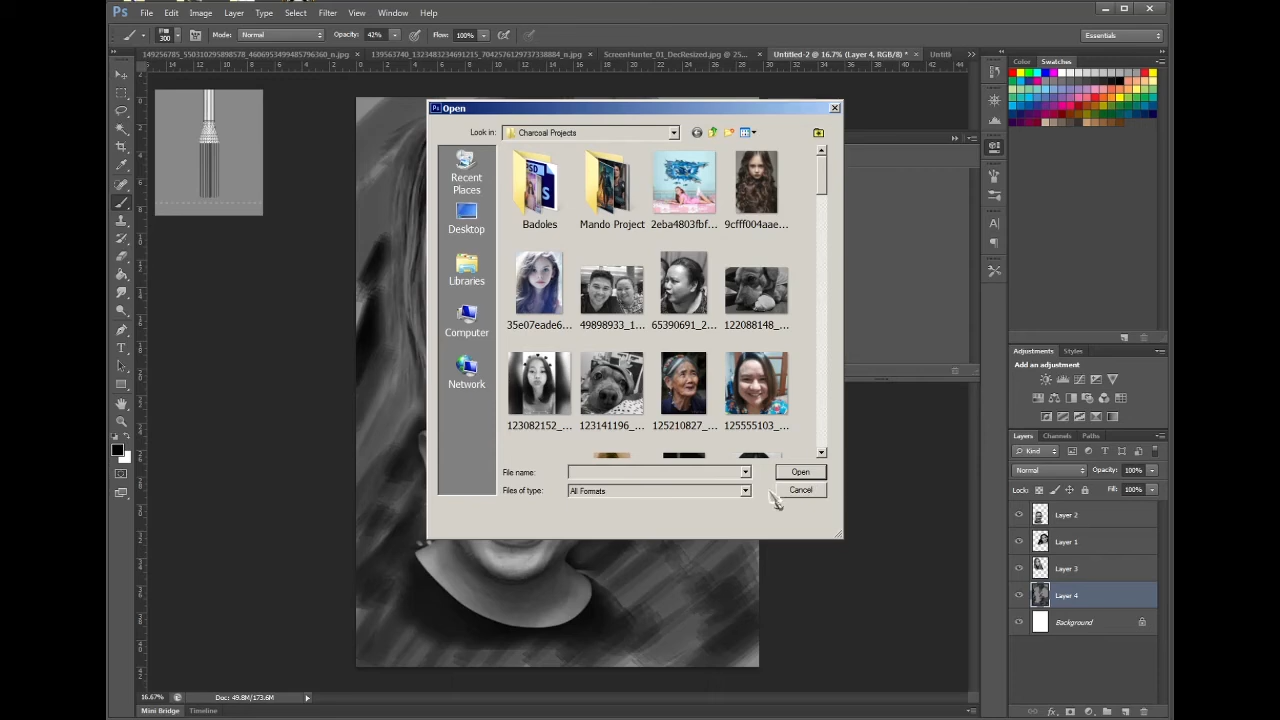 Ps File Edit Image Layer Type Select Filter View Window Help
300 Mode: Normal Opacity: 42% Flow: 100% Essentials
149256785_550310295898578_4606953499485796360_n.jpg × 139563740_1323483234691215_7042576129737338884_n.jpg × ScreenHunter_01_DecResized.jpg @ 25... × Untitled-2 @ 16.7% (Layer 4, RGB/8) * × Untitl
Color Swatches
Open
Look in: Charcoal Projects
Recent Places
Desktop
Libraries
Computer
Network
Badoles Mando Project 2eba4803fbf... 9cfff004aae...
35e07eade6... 49898933_1... 65390691_2... 122088148_...
123082152_... 123141196_... 125210827_... 125555103_...
File name: Open
Files of type: All Formats Cancel
Adjustments Styles
Add an adjustment
Layers Channels Paths
Kind
Normal Opacity: 100%
Lock: Fill: 100%
Layer 2
Layer 1
Layer 3
Layer 4
Background
16.67% Doc: 49.8M/173.6M
Mini Bridge Timeline